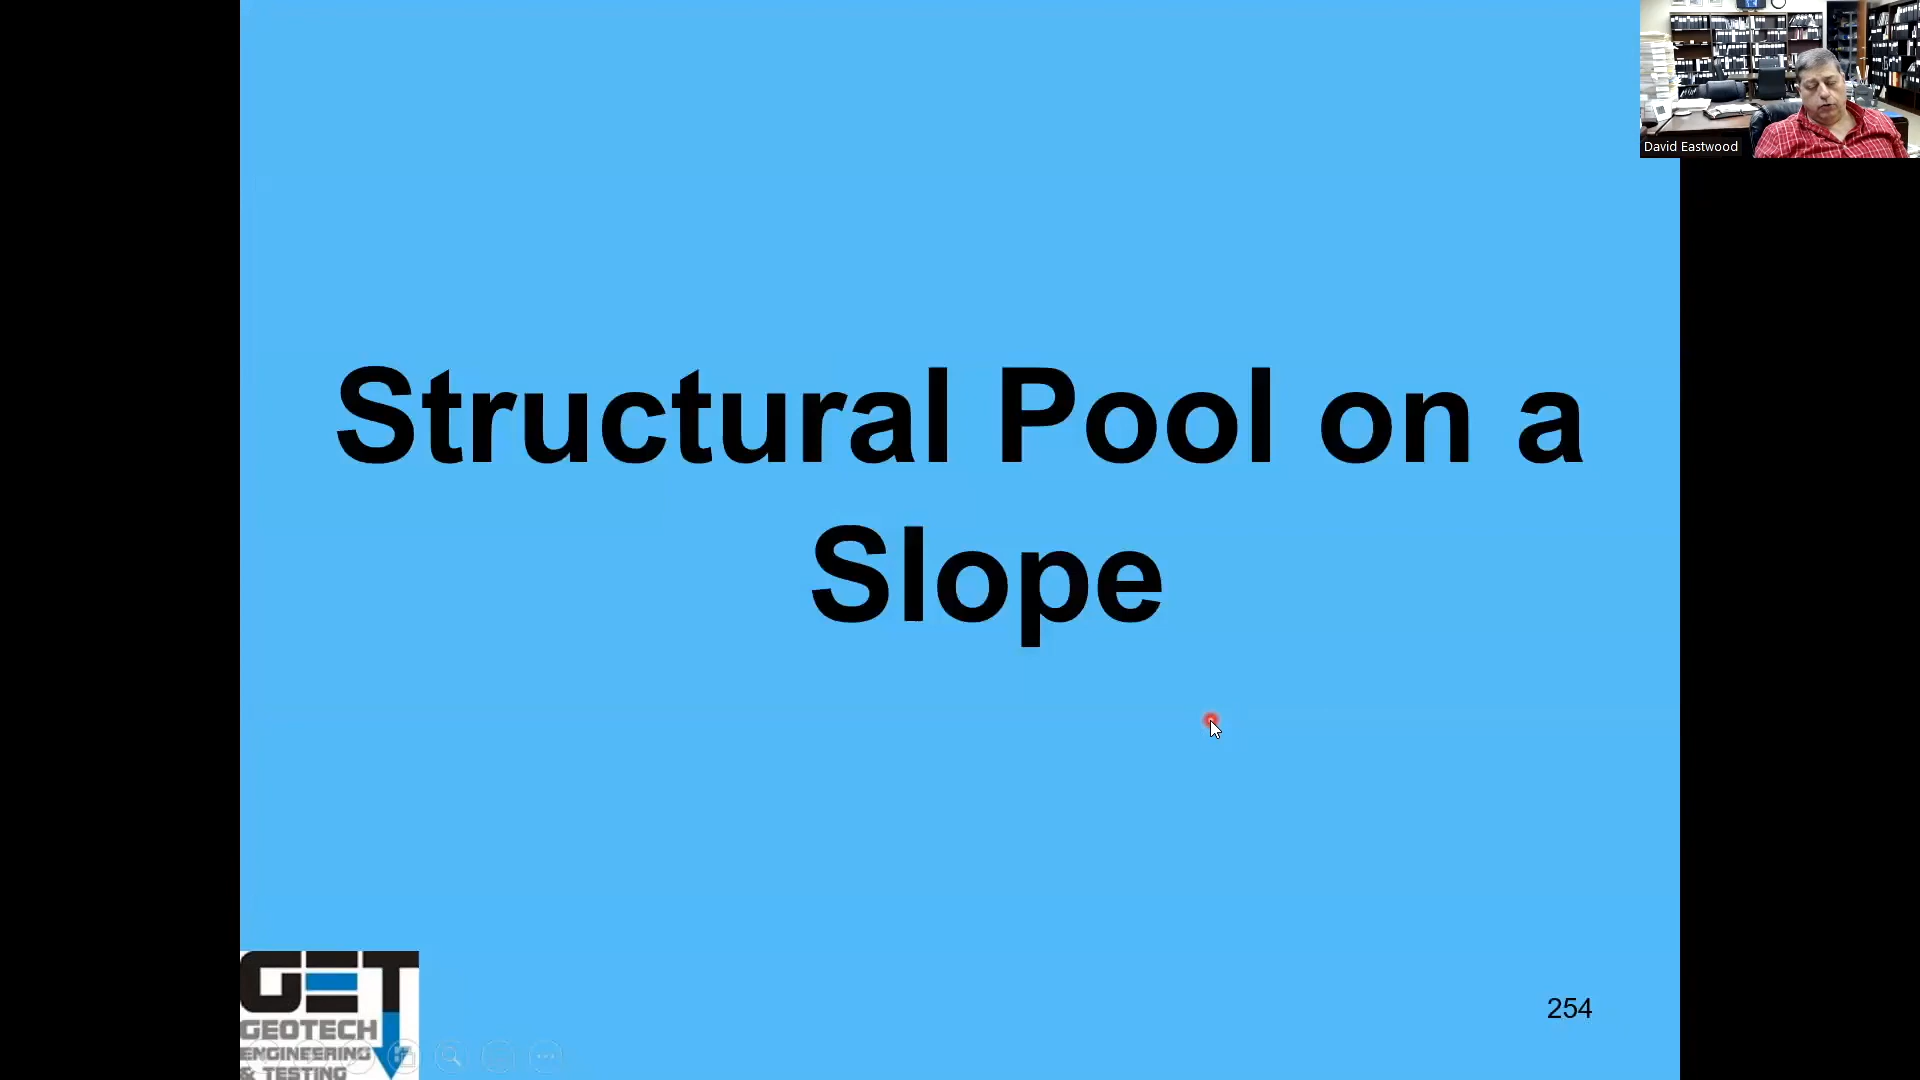 David Eastwood
Structural Pool on a
Slope
GET
GEOTECH
ENGINEERING
& TESTING
254